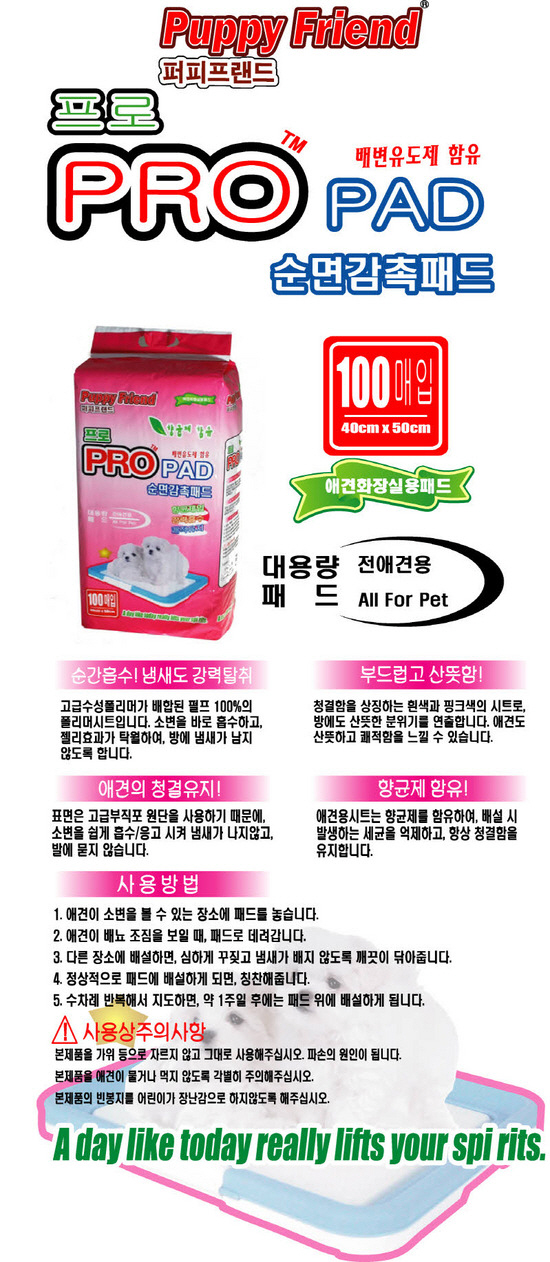 Puppy Friend®
퍼피프랜드
프로
PRO™
배변유도제 함유
PAD
순면감촉패드
Puppy Friend
퍼피프랜드
향균제 함유
프로
PRO™
배변유도제 함유
PAD
순면감촉패드
대용량
패드
전애견용
All For Pet
100매입
100매입
40cm x 50cm
애견화장실용패드
대용량
패 드
전애견용
All For Pet
순간흡수! 냄새도 강력탈취
고급수성폴리머가 배합된 펄프 100%의
폴리머시트입니다. 소변을 바로 흡수하고,
젤리효과가 탁월하여, 방에 냄새가 남지
않도록 합니다.
부드럽고 산뜻함!
청결함을 상징하는 흰색과 핑크색의 시트로,
방에도 산뜻한 분위기를 연출합니다. 애견도
산뜻하고 쾌적함을 느낄 수 있습니다.
애견의 청결유지!
표면은 고급부직포 원단을 사용하기 때문에,
소변을 쉽게 흡수/응고 시켜 냄새가 나지않고,
발에 묻지 않습니다.
향균제 함유!
애견용시트는 향균제를 함유하여, 배설 시
발생하는 세균을 억제하고, 항상 청결함을
유지합니다.
사용방법
1. 애견이 소변을 볼 수 있는 장소에 패드를 놓습니다.
2. 애견이 배뇨 조짐을 보일 때, 패드로 데려갑니다.
3. 다른 장소에 배설하면, 심하게 꾸짖고 냄새가 배지 않도록 깨끗이 닦아줍니다.
4. 정상적으로 패드에 배설하게 되면, 칭찬해줍니다.
5. 수차례 반복해서 지도하면, 약 1주일 후에는 패드 위에 배설하게 됩니다.
사용상주의사항
본제품을 가위 등으로 자르지 않고 그대로 사용해주십시오. 파손의 원인이 됩니다.
본제품을 애견이 물거나 먹지 않도록 각별히 주의해주십시오.
본제품의 빈봉지를 어린이가 장난감으로 하지않도록 해주십시오.
A day like today really lifts your spi rits.